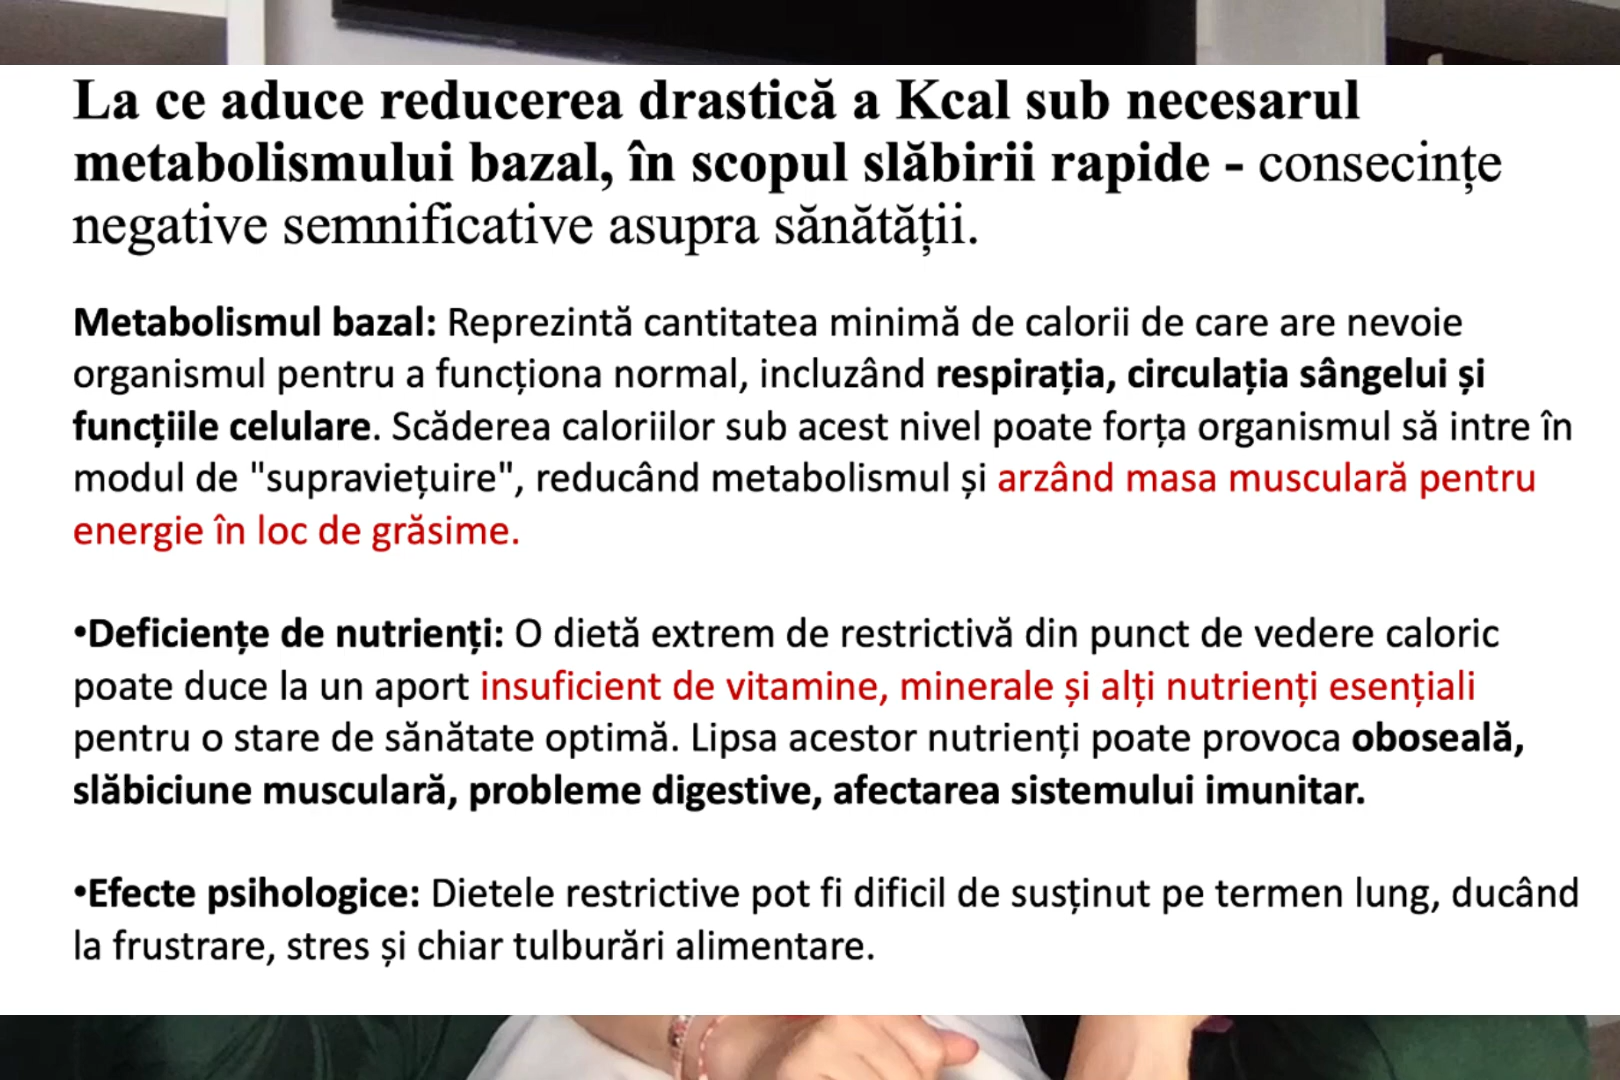 La ce aduce reducerea drastică a Kcal sub necesarul
metabolismului bazal, în scopul slăbirii rapide - consecințe
negative semnificative asupra sănătății.
Metabolismul bazal: Reprezintă cantitatea minimă de calorii de care are nevoie
organismul pentru a funcționa normal, incluzând respirația, circulația sângelui și
funcțiile celulare. Scăderea caloriilor sub acest nivel poate forța organismul să intre în
modul de "supraviețuire", reducând metabolismul și arzând masa musculară pentru
energie în loc de grăsime.
•Deficiențe de nutrienți: O dietă extrem de restrictivă din punct de vedere caloric
poate duce la un aport insuficient de vitamine, minerale și alți nutrienți esențiali
pentru o stare de sănătate optimă. Lipsa acestor nutrienți poate provoca oboseală,
slăbiciune musculară, probleme digestive, afectarea sistemului imunitar.
•Efecte psihologice: Dietele restrictive pot fi dificil de susținut pe termen lung, ducând
la frustrare, stres și chiar tulburări alimentare.